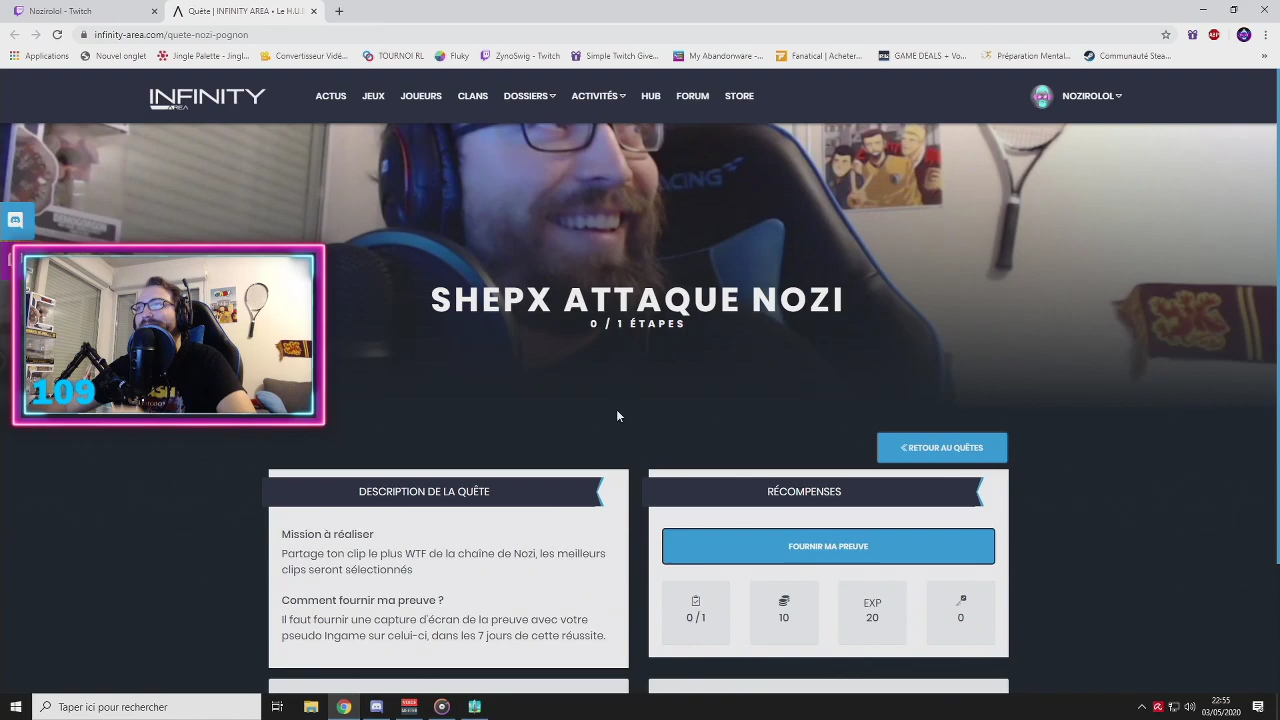 Nozirolol - Twitch
Quête | INFINITY AREA • Le H.U.
infinity-area.com/quete-nozi-pognon
Applications
Nouvel onglet
Jingle Palette - Jingl...
Convertisseur Vidé...
TOURNOI RL
Fluky
ZynoSwig - Twitch
Simple Twitch Give...
My Abandonware - ...
Fanatical | Acheter...
GAME DEALS + Vo...
Préparation Mental...
Communauté Stea...
INFINITY
AREA
ACTUS
JEUX
JOUEURS
CLANS
DOSSIERS
ACTIVITÉS
HUB
FORUM
STORE
NOZIROLOL
RACING
SHEPX ATTAQUE NOZI
0 / 1 ÉTAPES
109
RETOUR AU QUÊTES
DESCRIPTION DE LA QUÊTE
Mission à réaliser
Partage ton clip le plus WTF de la chaîne de Nozi, les meilleurs
clips seront sélectionnés
Comment fournir ma preuve ?
Il faut fournir une capture d'écran de la preuve avec votre
pseudo Ingame sur celui-ci, dans les 7 jours de cette réussite.
RÉCOMPENSES
FOURNIR MA PREUVE
0 / 1
10
EXP
20
0
Taper ici pour rechercher
22:55
03/05/2020